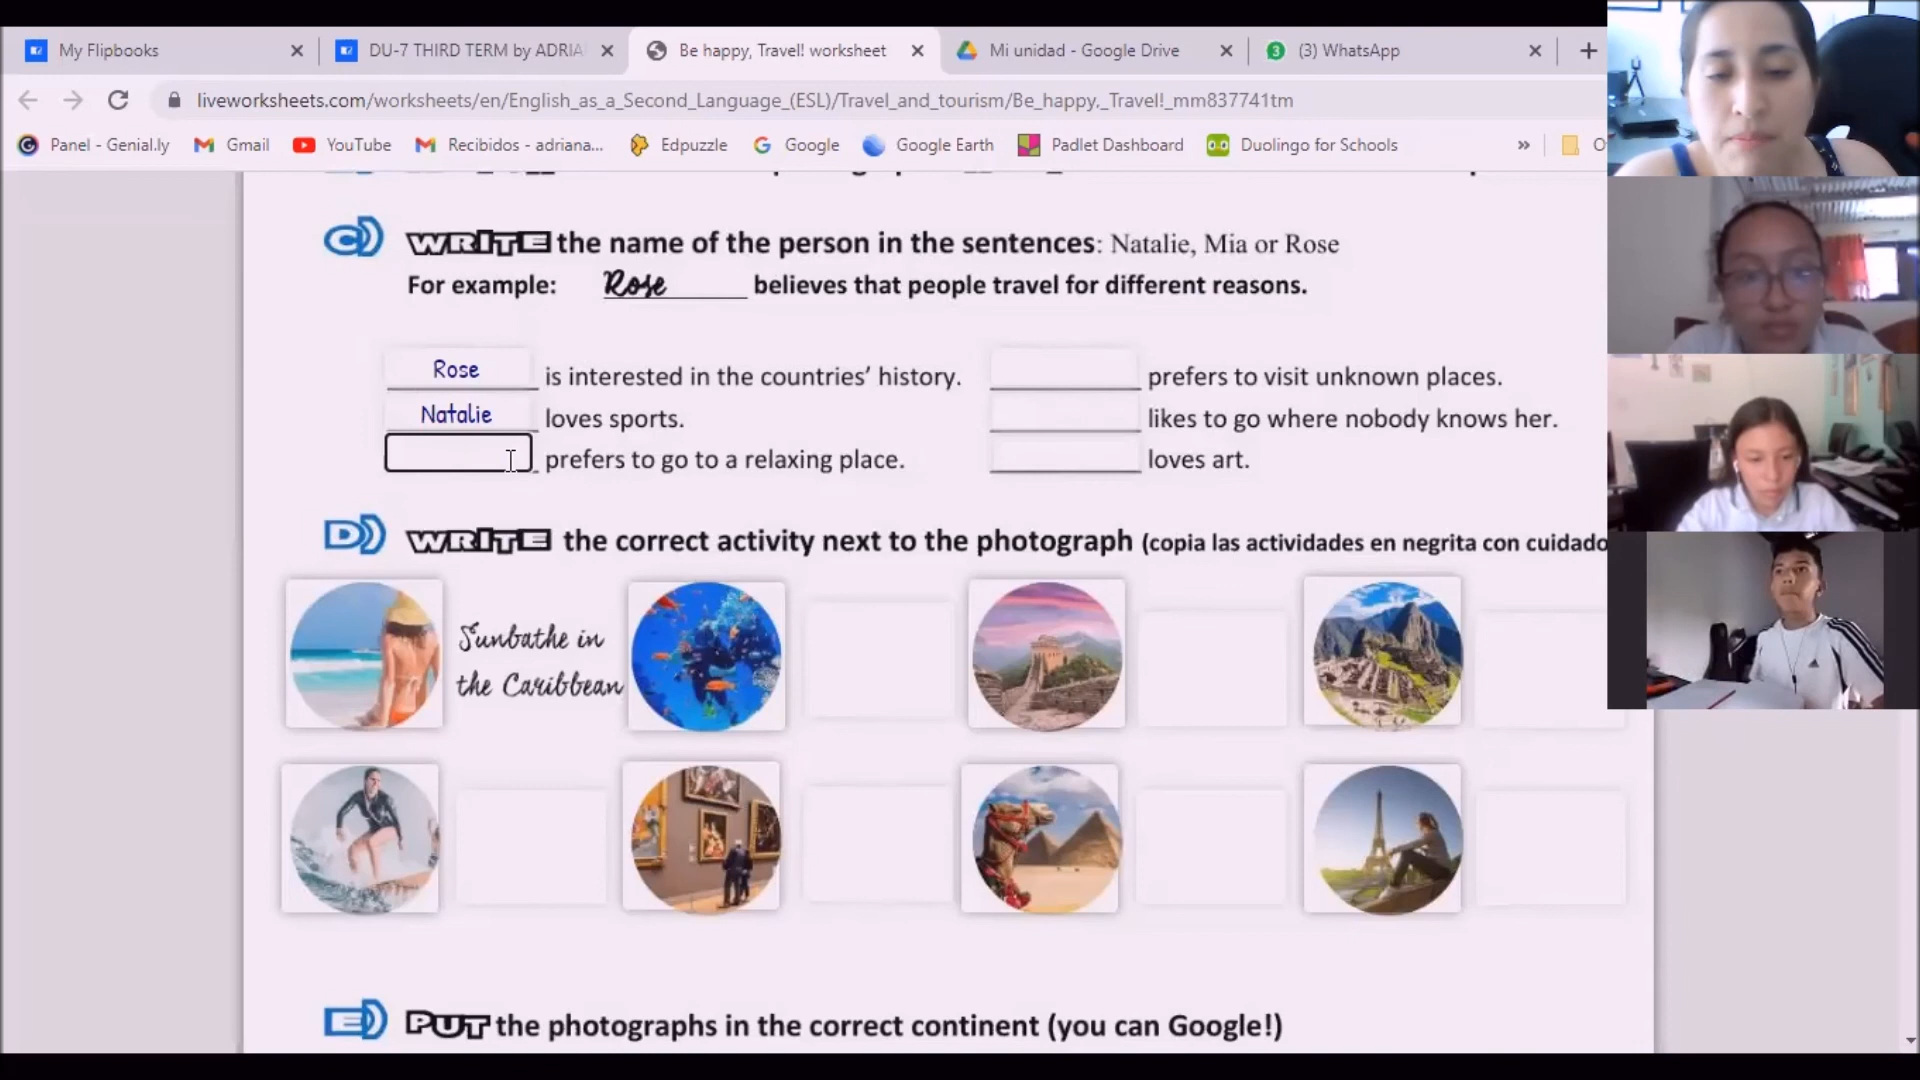 My Flipbooks
DU-7 THIRD TERM by ADRIA
Be happy, Travel! worksheet
Mi unidad - Google Drive
3 (3) WhatsApp
liveworksheets.com/worksheets/en/English_as_a_Second_Language_(ESL)/Travel_and_tourism/Be_happy,_Travel!_mm837741tm
Panel - Genial.ly
Gmail
YouTube
Recibidos - adriana...
Edpuzzle
Google
Google Earth
Padlet Dashboard
Duolingo for Schools
»
C) WRITE the name of the person in the sentences: Natalie, Mia or Rose
For example: Rose believes that people travel for different reasons.
Rose is interested in the countries' history.
Natalie loves sports.
prefers to go to a relaxing place.
prefers to visit unknown places.
likes to go where nobody knows her.
loves art.
D) WRITE the correct activity next to the photograph (copia las actividades en negrita con cuidado
Sunbathe in
the Caribbean
E) PUT the photographs in the correct continent (you can Google!)